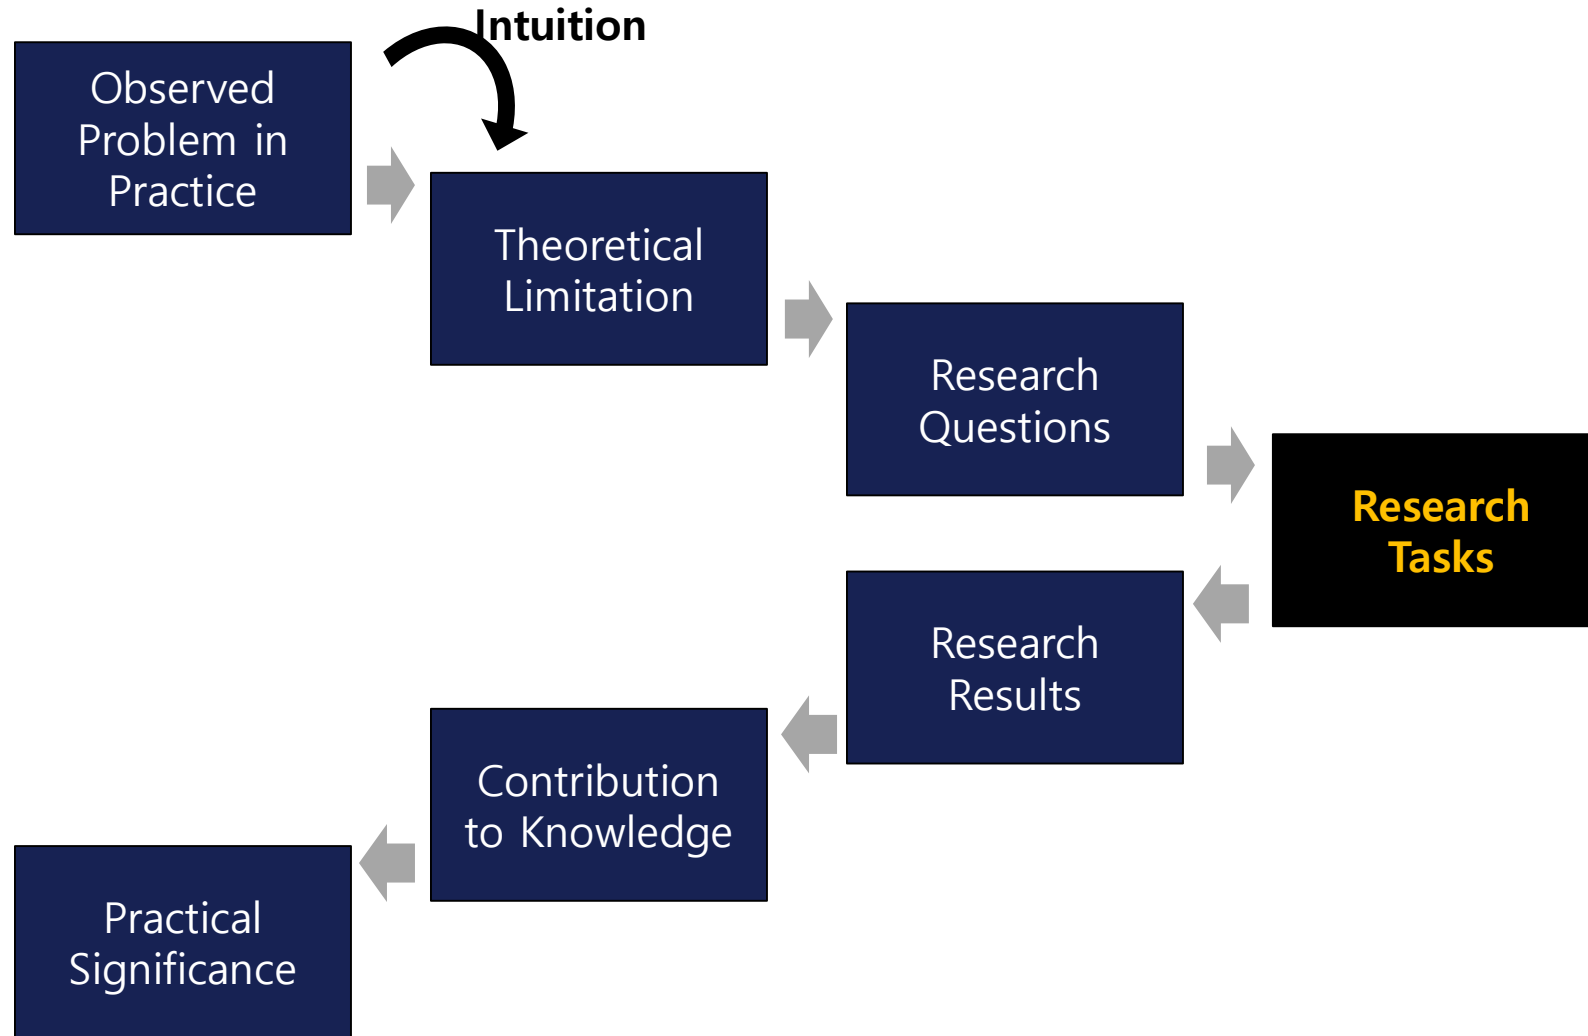 Intuition
Observed
Problem in
Practice
Theoretical
Limitation
Research
Questions
Research
Tasks
Research
Results
Contribution
to Knowledge
Practical
Significance